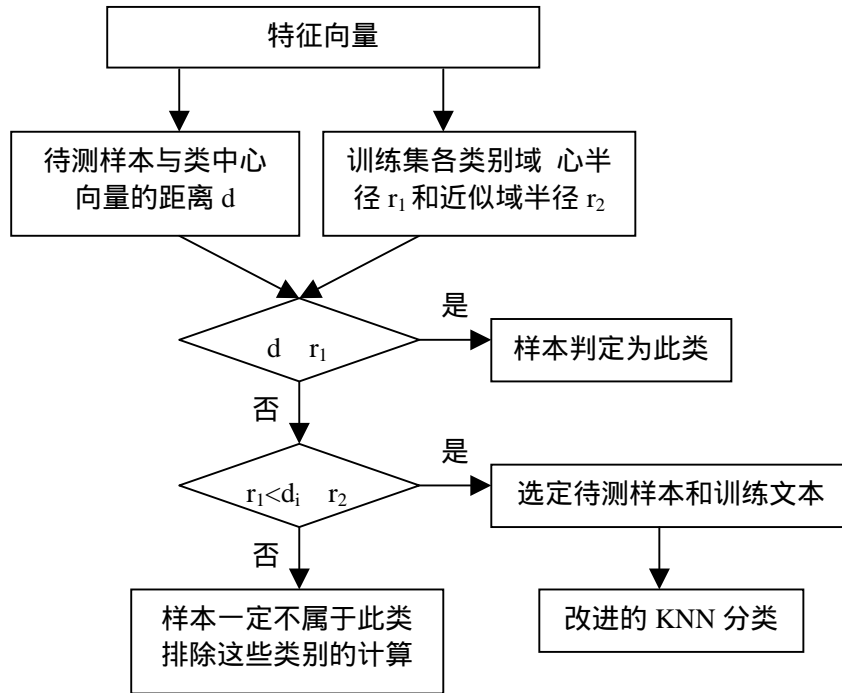 特征向量
待测样本与类中心
向量的距离 d
训练集各类别域 心半
径 r₁ 和近似域半径 r₂
d r₁
是
样本判定为此类
否
r₁<dᵢ r₂
是
选定待测样本和训练文本
否
样本一定不属于此类
排除这些类别的计算
改进的 KNN 分类